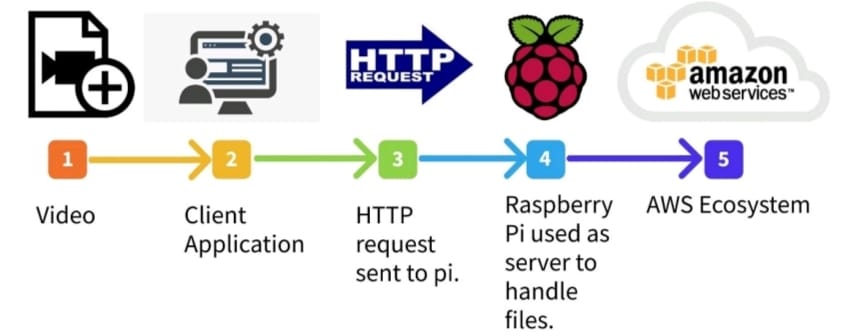 HTTP
REQUEST
amazon
web services™
1
2
3
4
5
Video
Client
Application
HTTP
request
sent to pi.
Raspberry
Pi used as
server to
handle
files.
AWS Ecosystem